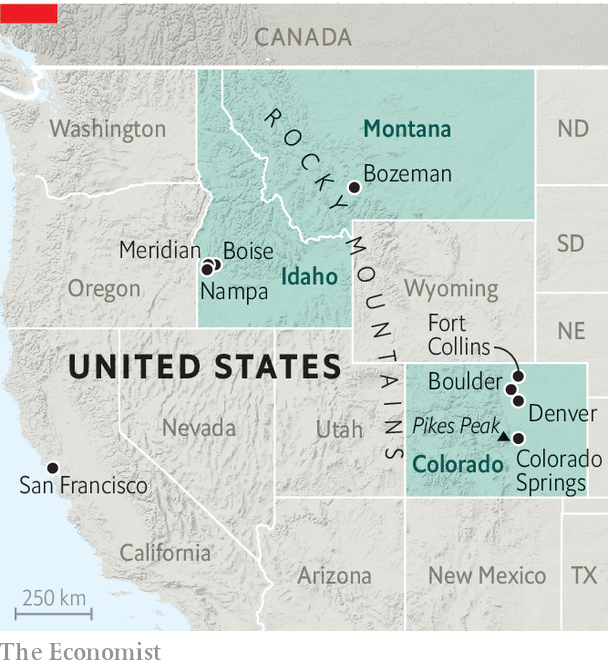 CANADA
Washington
Montana
ND
ROCKY
Bozeman
Meridian
Boise
SD
MOUNTAINS
Idaho
Oregon
Nampa
Wyoming
Fort
Collins
NE
UNITED STATES
Boulder
Denver
Nevada
Utah
Pikes Peak
Colorado
Colorado
Springs
San Francisco
California
Arizona
New Mexico
TX
250 km
The Economist